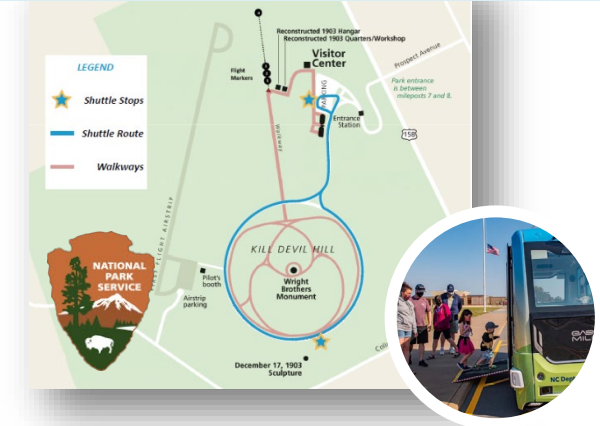 LEGEND
Shuttle Stops
Shuttle Route
Walkways
Reconstructed 1903 Hangar
Reconstructed 1903 Quarters/Workshop
Flight
Markers
Visitor
Center
PARKING
Prospect Avenue
Park entrance
is between
mileposts 7 and 8.
Entrance
Station
158
Walkway
FIRST FLIGHT AIRSTRIP
KILL DEVIL HILL
Wright
Brothers
Monument
NATIONAL
PARK
SERVICE
Pilot's
booth
Airstrip
parking
December 17, 1903
Sculpture
NC